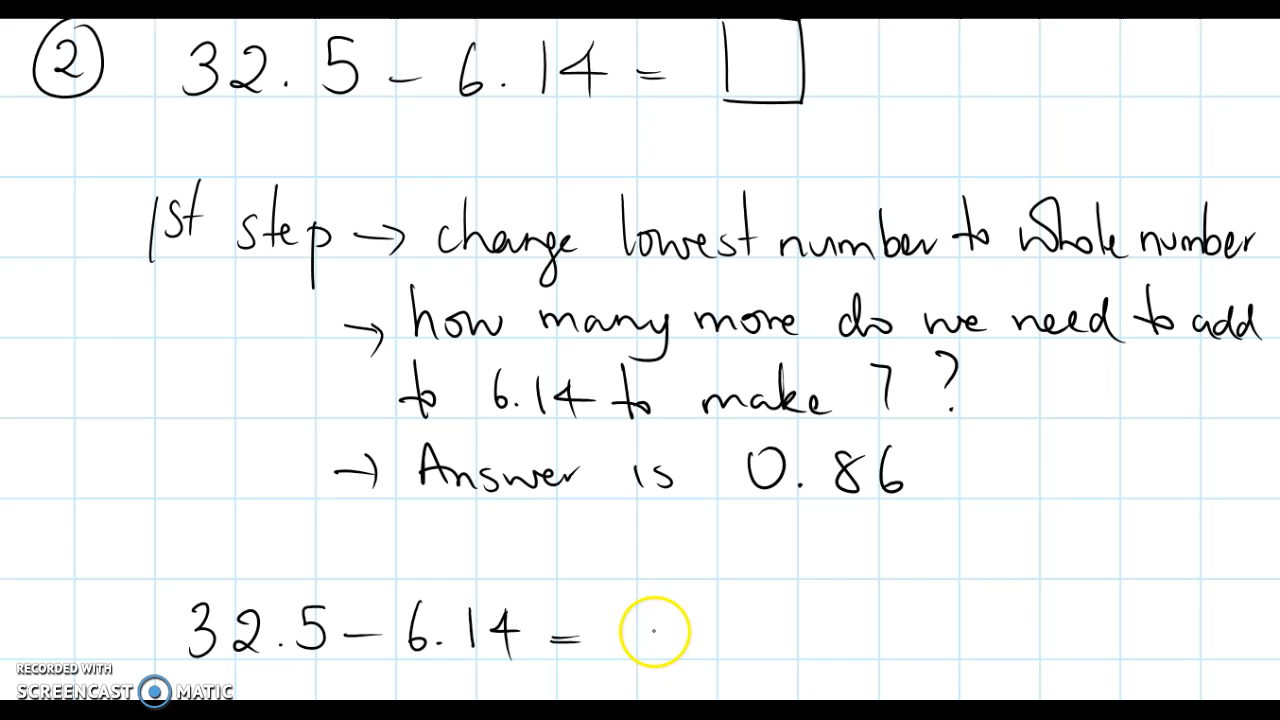 2 32.5 - 6.14 = □
1st step → change lowest number to whole number
→ how many more do we need to add
to 6.14 to make 7 ?
→ Answer is 0.86
32.5 - 6.14 =
RECORDED WITH
SCREENCAST MATIC